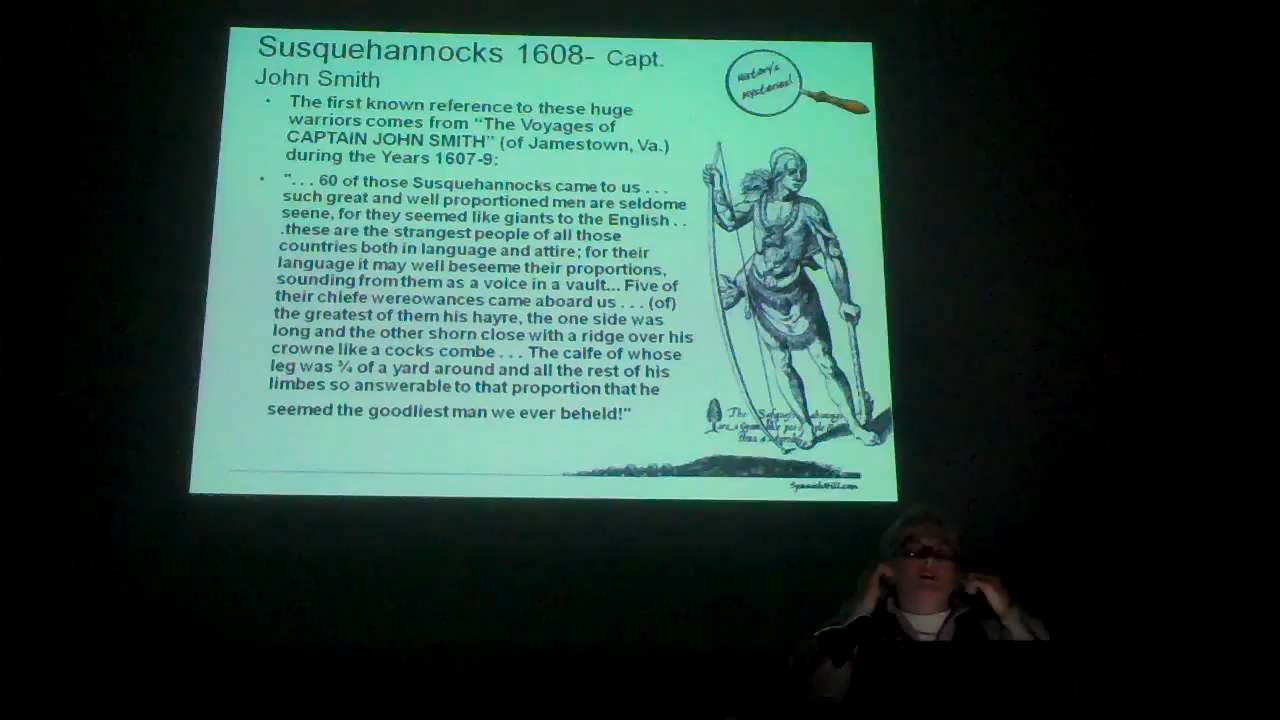 Susquehannocks 1608- Capt.
John Smith
History's
Mysteries!
• The first known reference to these huge
warriors comes from "The Voyages of
CAPTAIN JOHN SMITH" (of Jamestown, Va.)
during the Years 1607-9:
• ". . . 60 of those Susquehannocks came to us . . .
such great and well proportioned men are seldome
seene, for they seemed like giants to the English . .
.these are the strangest people of all those
countries both in language and attire; for their
language it may well beseeme their proportions,
sounding from them as a voice in a vault... Five of
their chiefe wereowances came aboard us . . . (of)
the greatest of them his hayre, the one side was
long and the other shorn close with a ridge over his
crowne like a cocks combe . . . The calfe of whose
leg was ¾ of a yard around and all the rest of his
limbes so answerable to that proportion that he
seemed the goodliest man we ever beheld!"
The
are a
SpanishHill.com